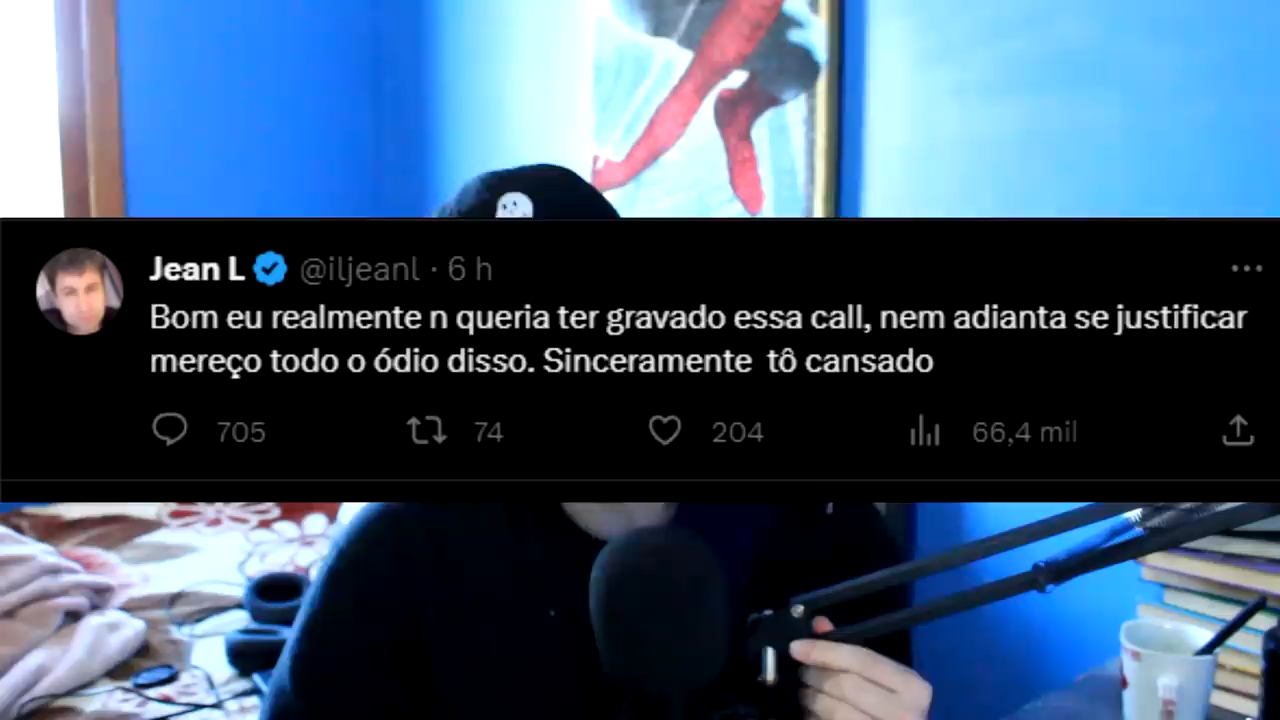 Jean L @iljeanl · 6 h
Bom eu realmente n queria ter gravado essa call, nem adianta se justificar
mereço todo o ódio disso. Sinceramente tô cansado
705 74 204 66,4 mil